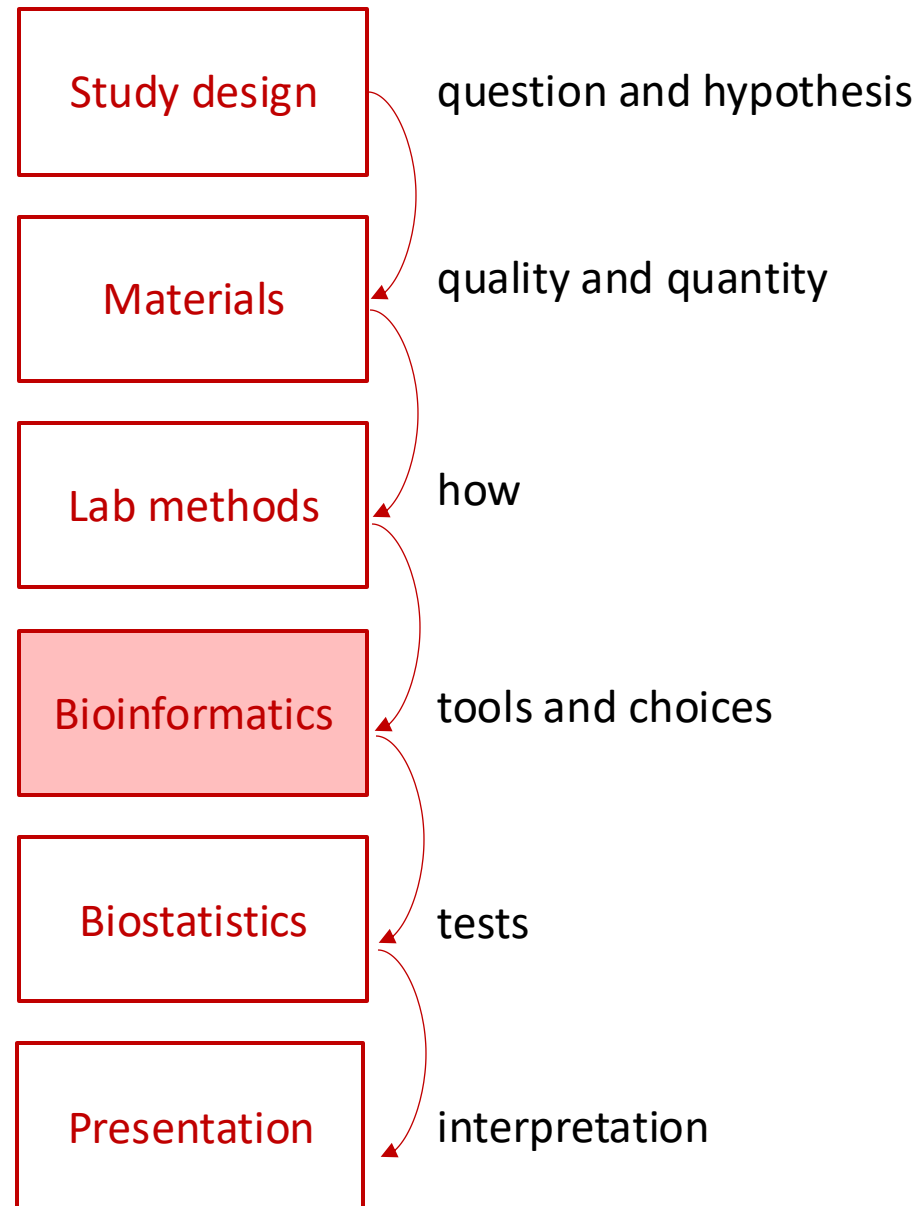 Study design
question and hypothesis
Materials
quality and quantity
Lab methods
how
Bioinformatics
tools and choices
Biostatistics
tests
Presentation
interpretation